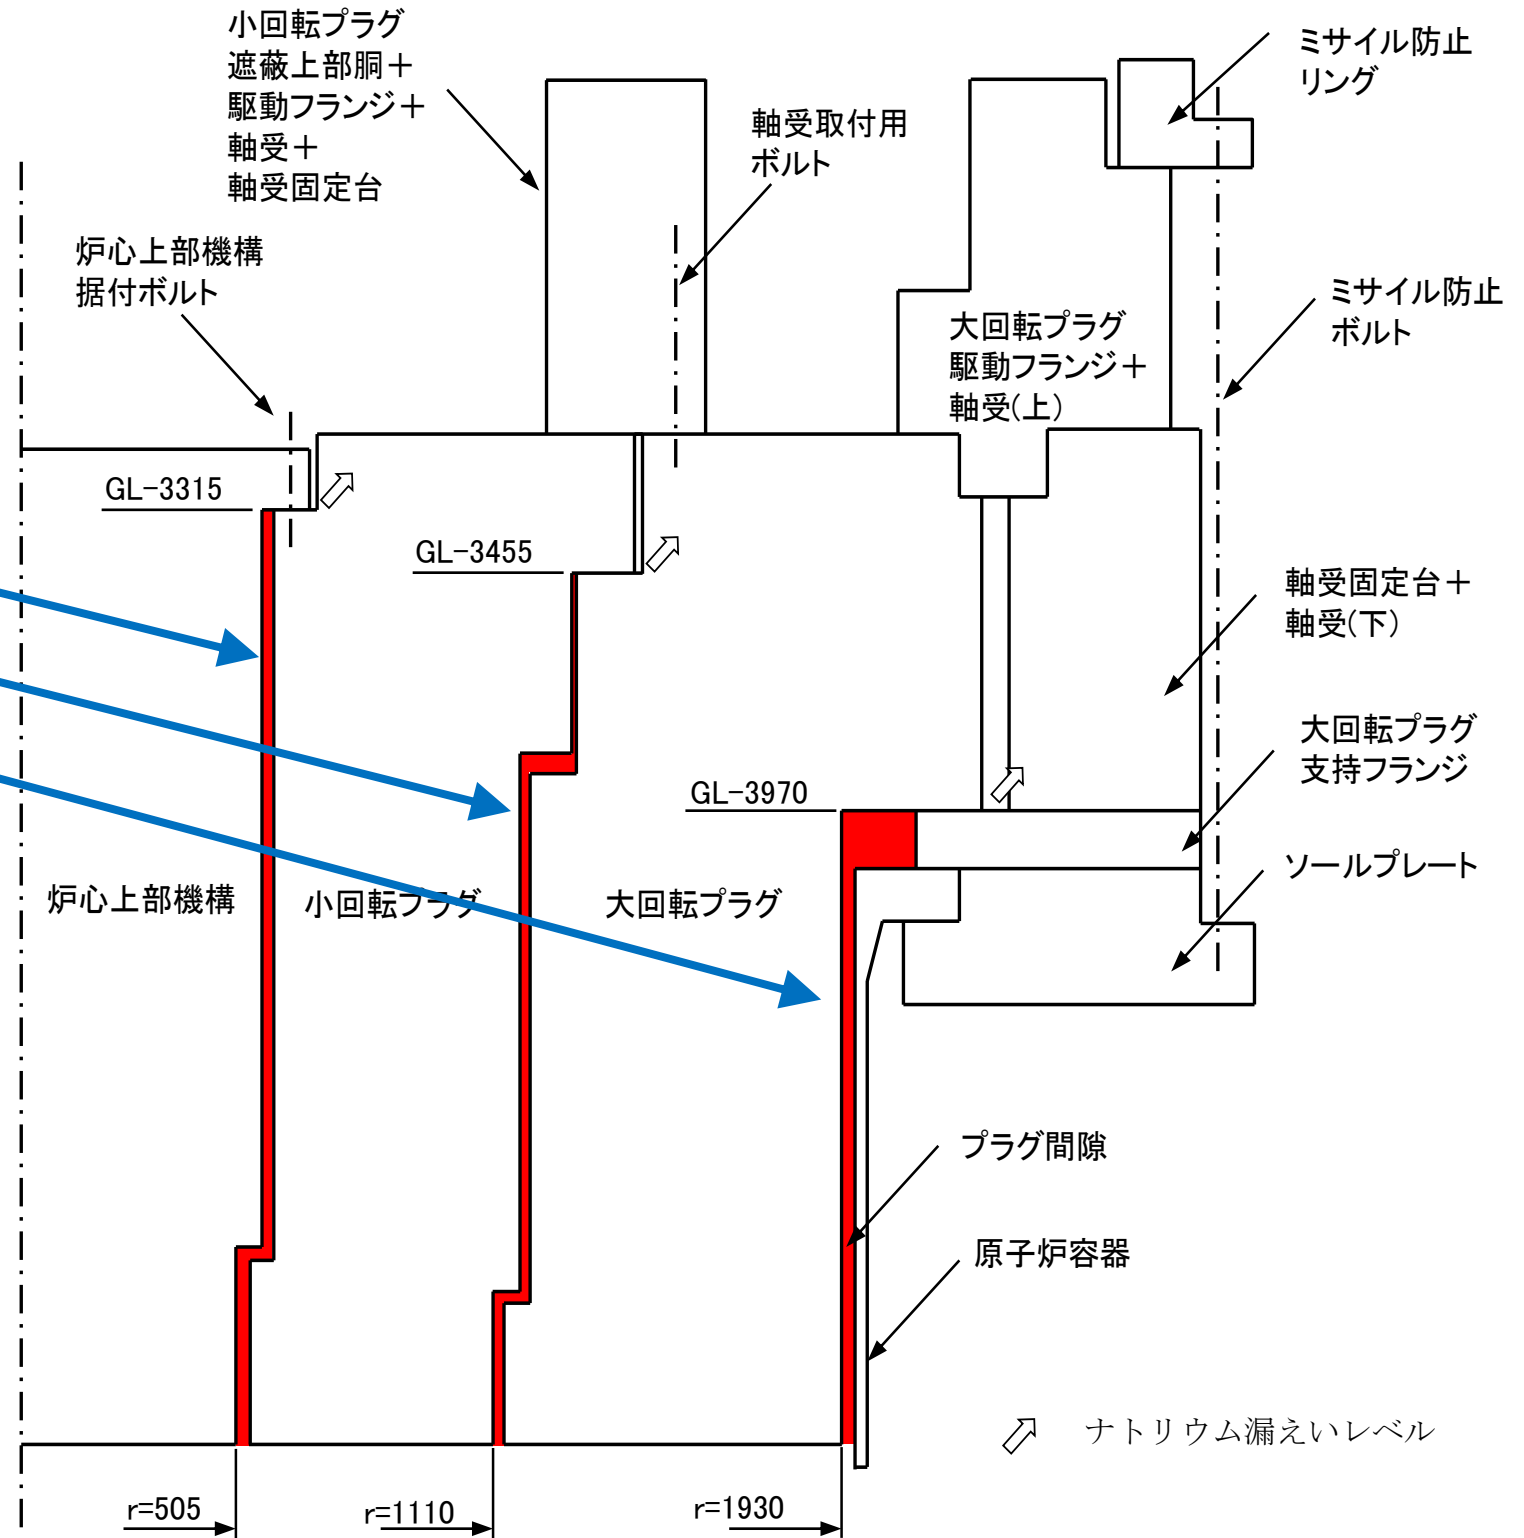 小回転プラグ
遮蔽上部胴＋
駆動フランジ＋
軸受＋
軸受固定台
ミサイル防止
リング
軸受取付用
ボルト
炉心上部機構
据付ボルト
ミサイル防止
ボルト
大回転プラグ
駆動フランジ＋
軸受(上)
GL-3315
GL-3455
軸受固定台＋
軸受(下)
大回転プラグ
支持フランジ
GL-3970
ソールプレート
炉心上部機構
小回転プラグ
大回転プラグ
プラグ間隙
原子炉容器
ナトリウム漏えいレベル
r=505
r=1110
r=1930